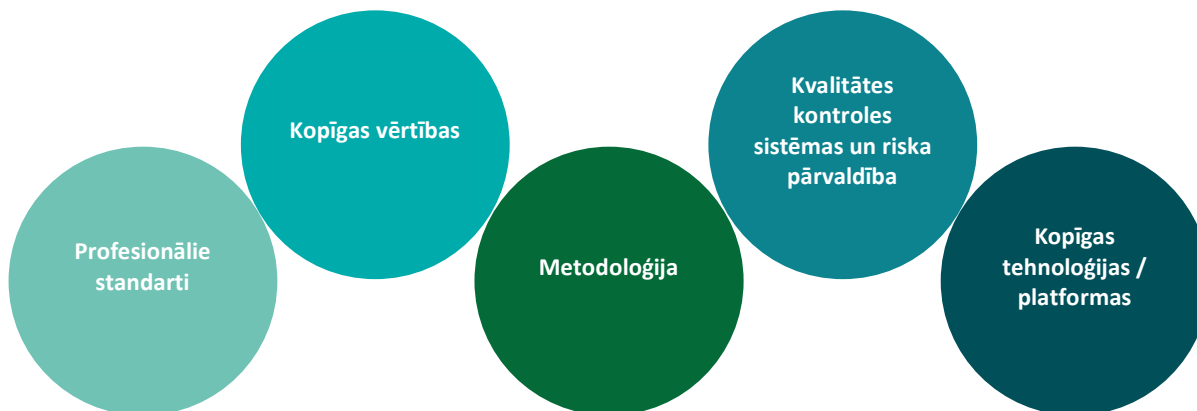 Profesionālie
standarti
Kopīgas vērtības
Metodoloģija
Kvalitātes
kontroles
sistēmas un riska
pārvaldība
Kopīgas
tehnoloģijas /
platformas